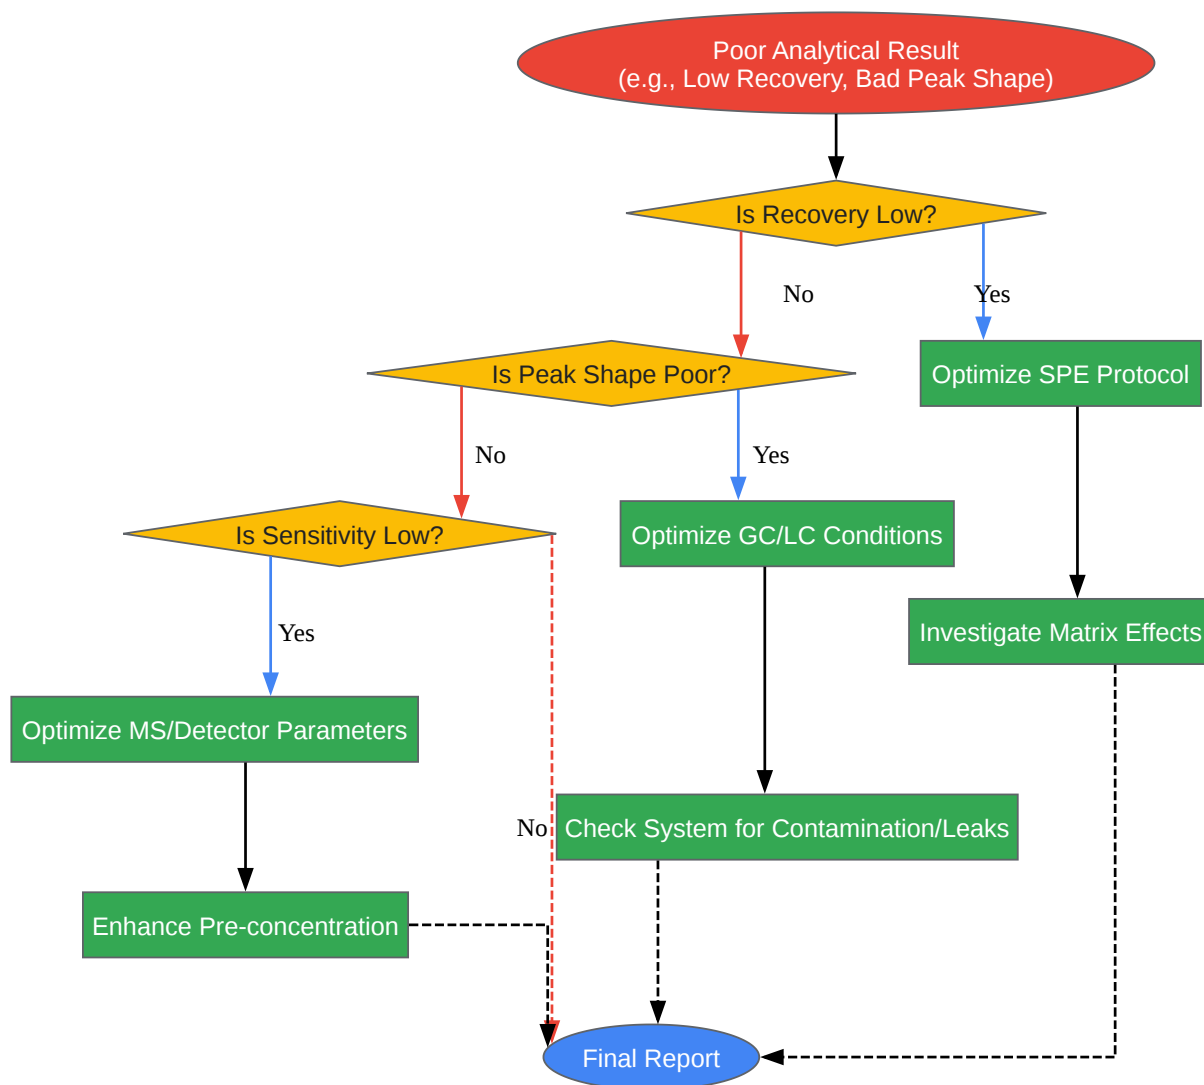 Poor Analytical Result
(e.g., Low Recovery, Bad Peak Shape)
Is Recovery Low?
No
Yes
Is Peak Shape Poor?
Optimize SPE Protocol
No
Yes
Is Sensitivity Low?
Optimize GC/LC Conditions
Yes
Investigate Matrix Effects
Optimize MS/Detector Parameters
No
Check System for Contamination/Leaks
Enhance Pre-concentration
Final Report